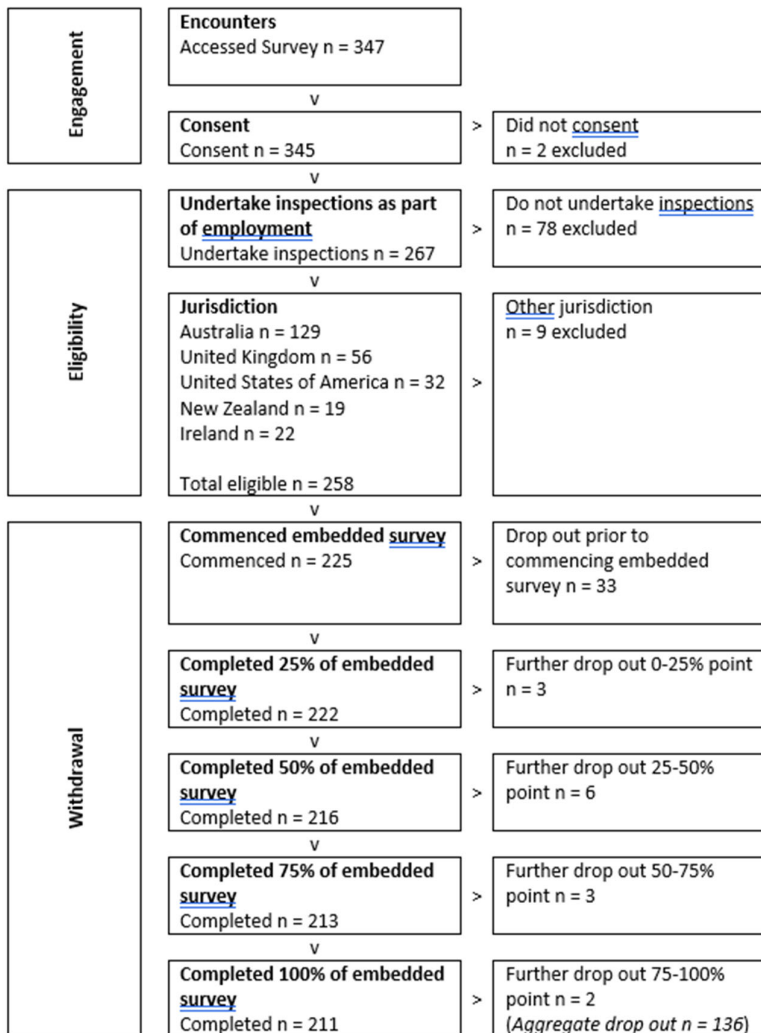 Engagement
Encounters
Accessed Survey n = 347
v
Consent
Consent n = 345
>
Did not consent
n = 2 excluded
v
Eligibility
Undertake inspections as part
of employment
Undertake inspections n = 267
>
Do not undertake inspections
n = 78 excluded
v
Jurisdiction
Australia n = 129
United Kingdom n = 56
United States of America n = 32
New Zealand n = 19
Ireland n = 22
Total eligible n = 258
>
Other jurisdiction
n = 9 excluded
v
Withdrawal
Commenced embedded survey
Commenced n = 225
>
Drop out prior to
commencing embedded
survey n = 33
v
Completed 25% of embedded
survey
Completed n = 222
>
Further drop out 0-25% point
n = 3
v
Completed 50% of embedded
survey
Completed n = 216
>
Further drop out 25-50%
point n = 6
v
Completed 75% of embedded
survey
Completed n = 213
>
Further drop out 50-75%
point n = 3
v
Completed 100% of embedded
survey
Completed n = 211
>
Further drop out 75-100%
point n = 2
(Aggregate drop out n = 136)